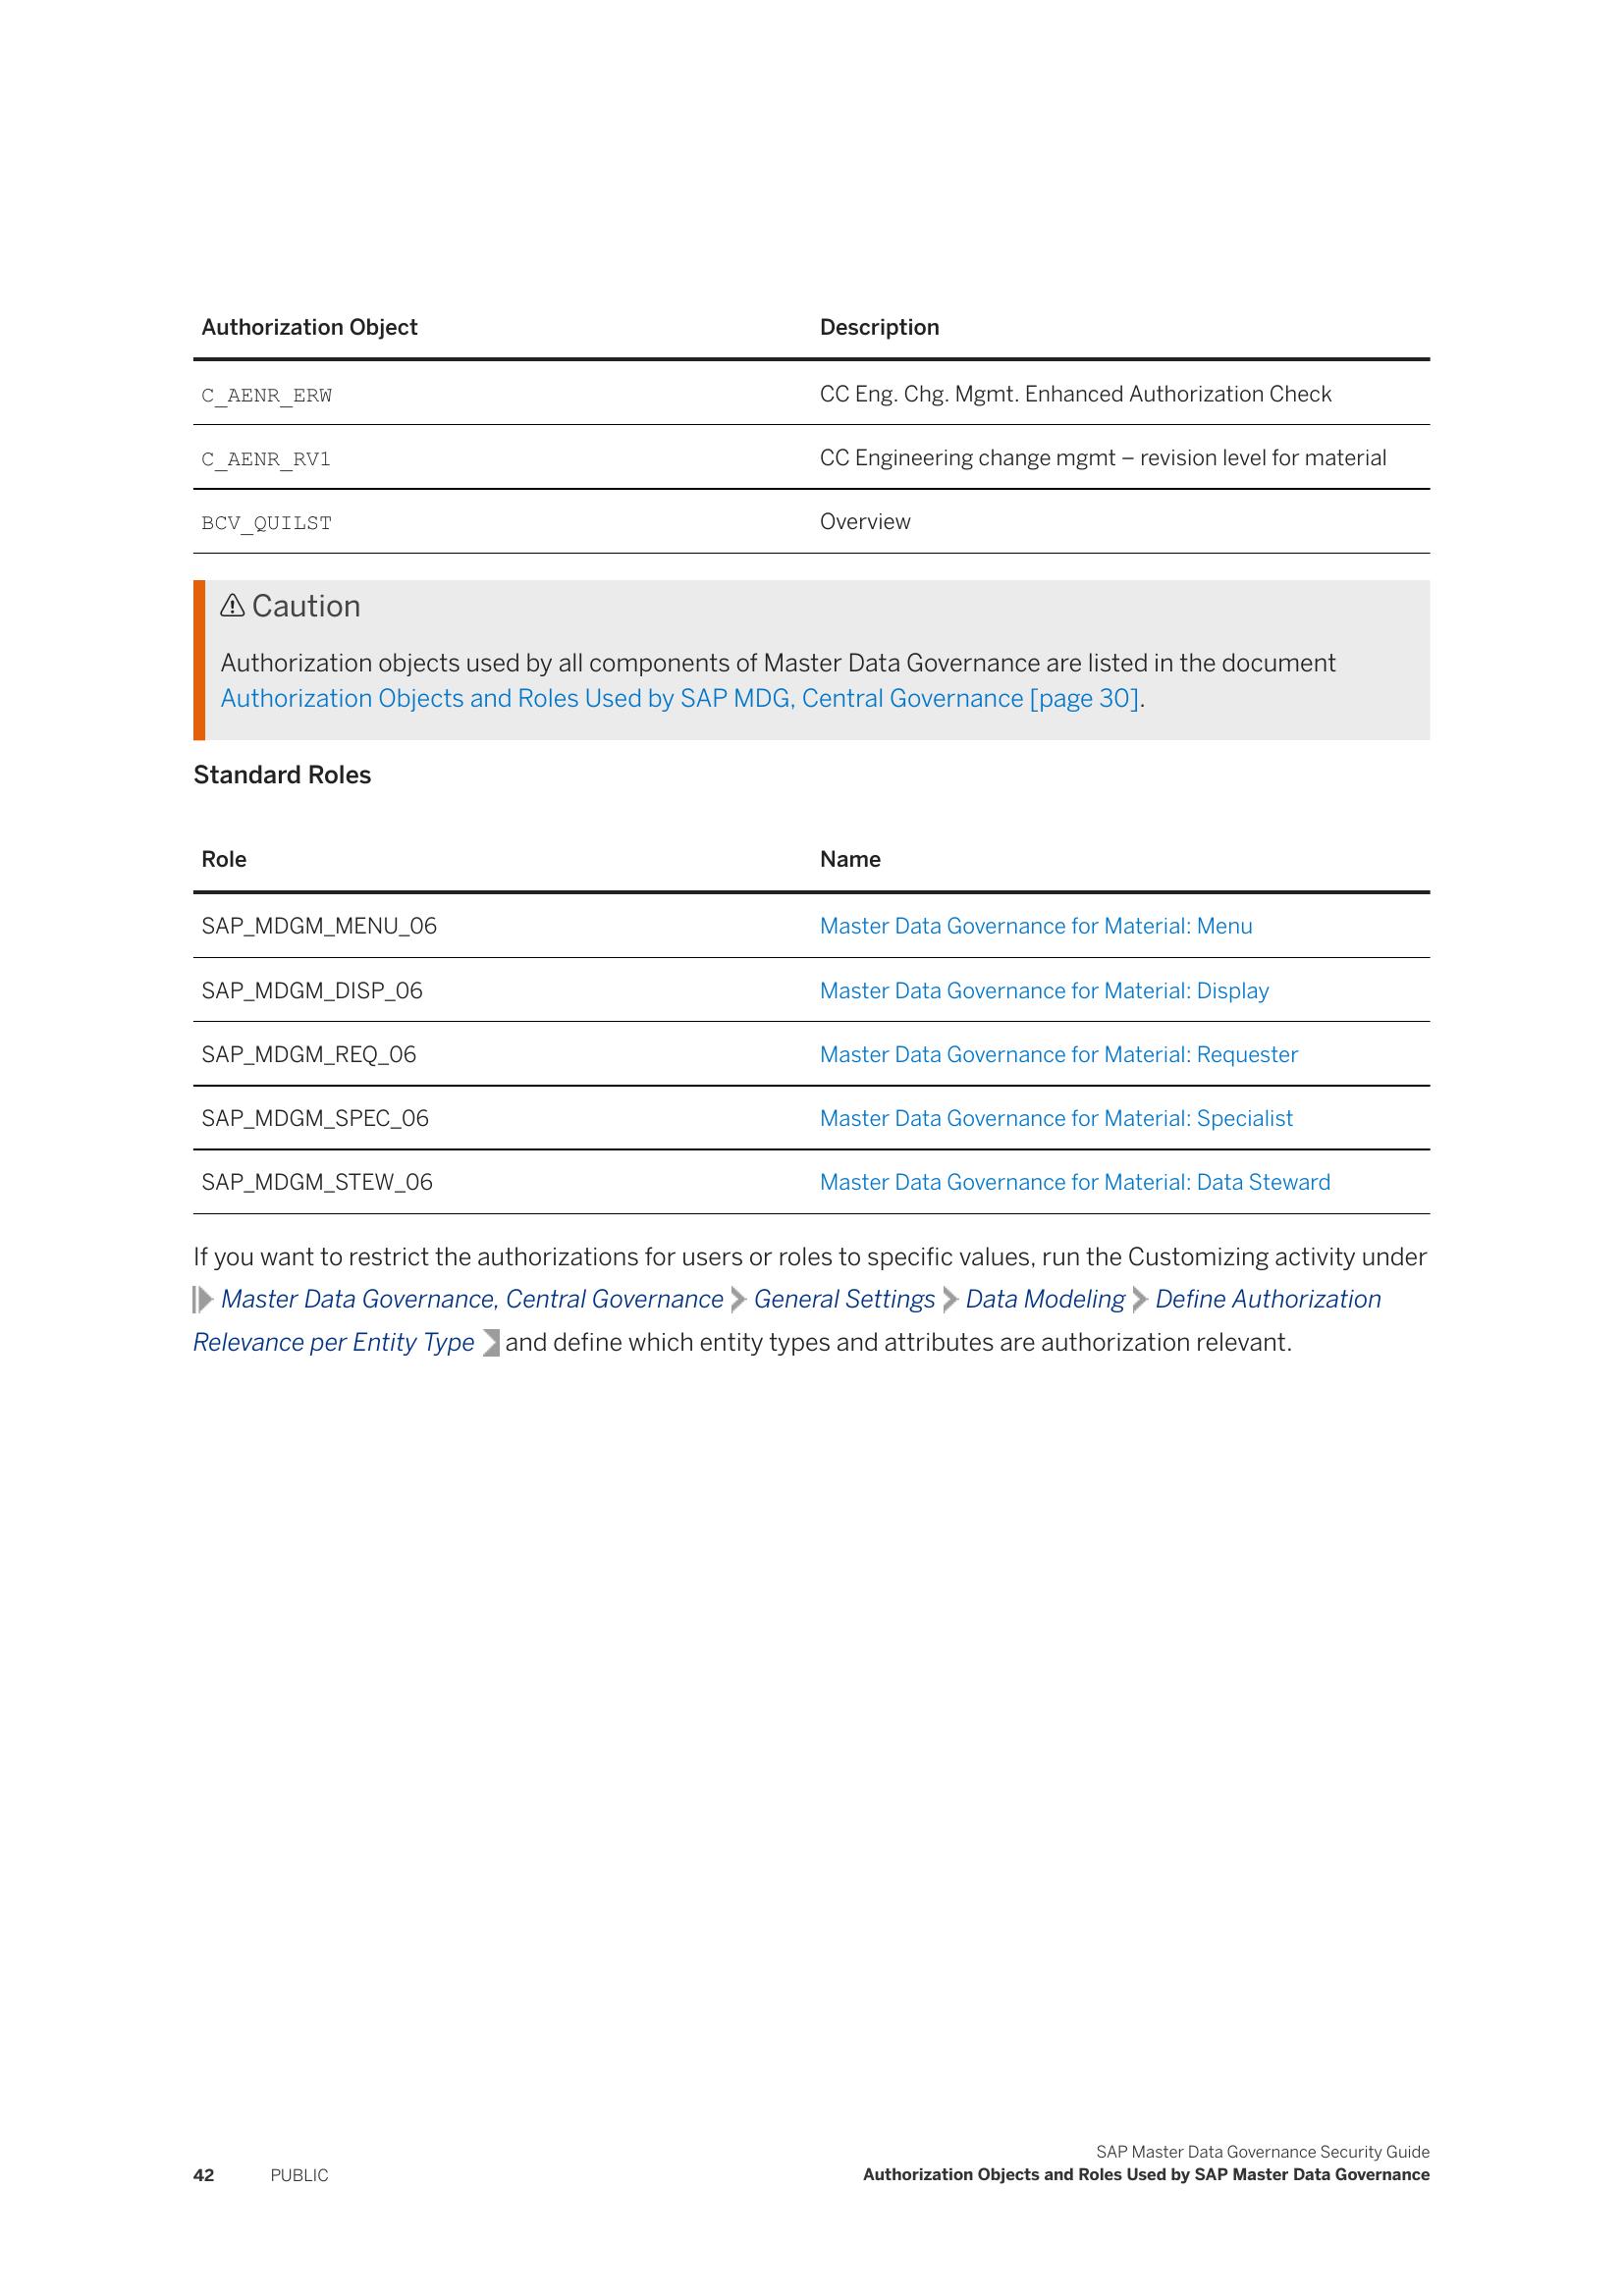 Authorization Object Description
C_AENR_ERW CC Eng. Chg. Mgmt. Enhanced Authorization Check
C_AENR_RV1 CC Engineering change mgmt – revision level for material
BCV_QUILST Overview
⚠ Caution
Authorization objects used by all components of Master Data Governance are listed in the document
Authorization Objects and Roles Used by SAP MDG, Central Governance [page 30].
Standard Roles
Role Name
SAP_MDGM_MENU_06 Master Data Governance for Material: Menu
SAP_MDGM_DISP_06 Master Data Governance for Material: Display
SAP_MDGM_REQ_06 Master Data Governance for Material: Requester
SAP_MDGM_SPEC_06 Master Data Governance for Material: Specialist
SAP_MDGM_STEW_06 Master Data Governance for Material: Data Steward
If you want to restrict the authorizations for users or roles to specific values, run the Customizing activity under
Master Data Governance, Central Governance > General Settings > Data Modeling > Define Authorization
Relevance per Entity Type and define which entity types and attributes are authorization relevant.
SAP Master Data Governance Security Guide
42 PUBLIC Authorization Objects and Roles Used by SAP Master Data Governance